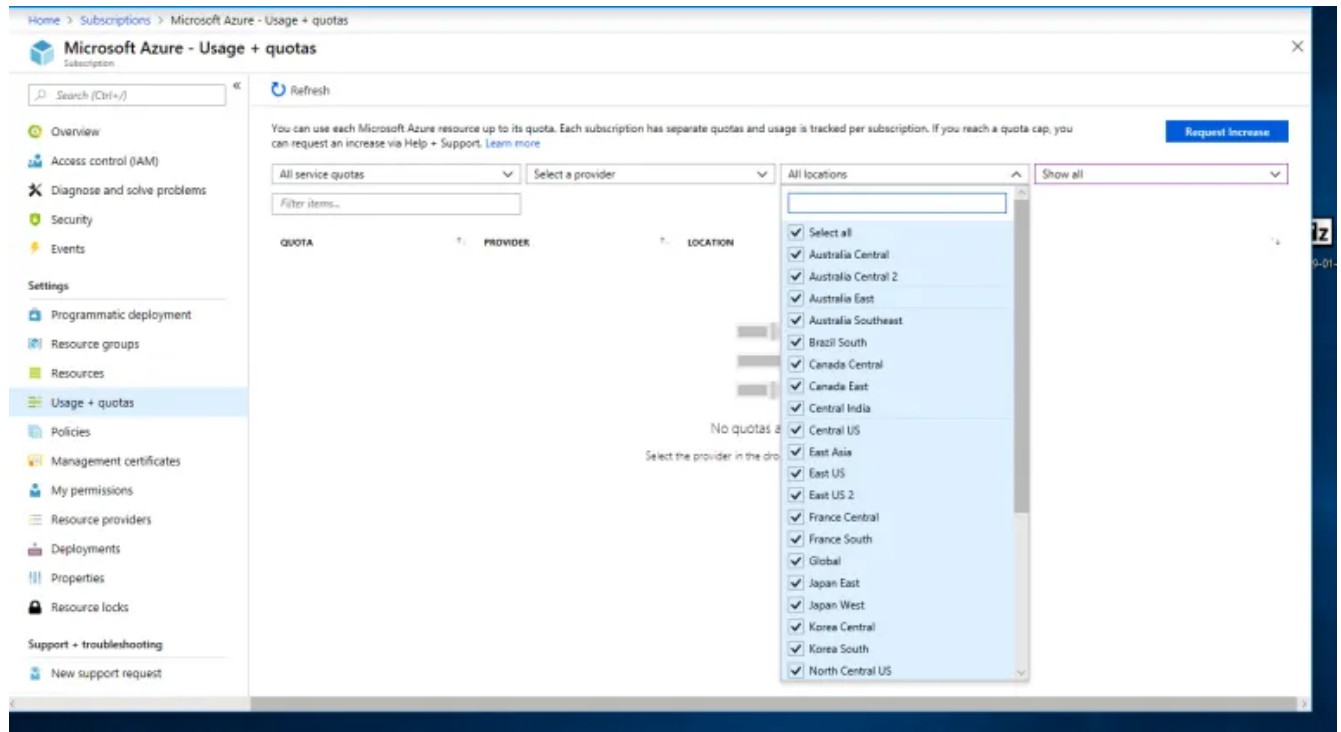 Home > Subscriptions > Microsoft Azure - Usage + quotas
Microsoft Azure - Usage + quotas
Subscription
Search (Ctrl+/)
Overview
Access control (IAM)
Diagnose and solve problems
Security
Events
Settings
Programmatic deployment
Resource groups
Resources
Usage + quotas
Policies
Management certificates
My permissions
Resource providers
Deployments
Properties
Resource locks
Support + troubleshooting
New support request
Refresh
You can use each Microsoft Azure resource up to its quota. Each subscription has separate quotas and usage is tracked per subscription. If you reach a quota cap, you
can request an increase via Help + Support. Learn more
Request Increase
All service quotas
Select a provider
All locations
Show all
Filter items...
QUOTA PROVIDER LOCATION
No quotas a
Select the provider in the dro
Select all
Australia Central
Australia Central 2
Australia East
Australia Southeast
Brazil South
Canada Central
Canada East
Central India
Central US
East Asia
East US
East US 2
France Central
France South
Global
Japan East
Japan West
Korea Central
Korea South
North Central US
lz
9-01-